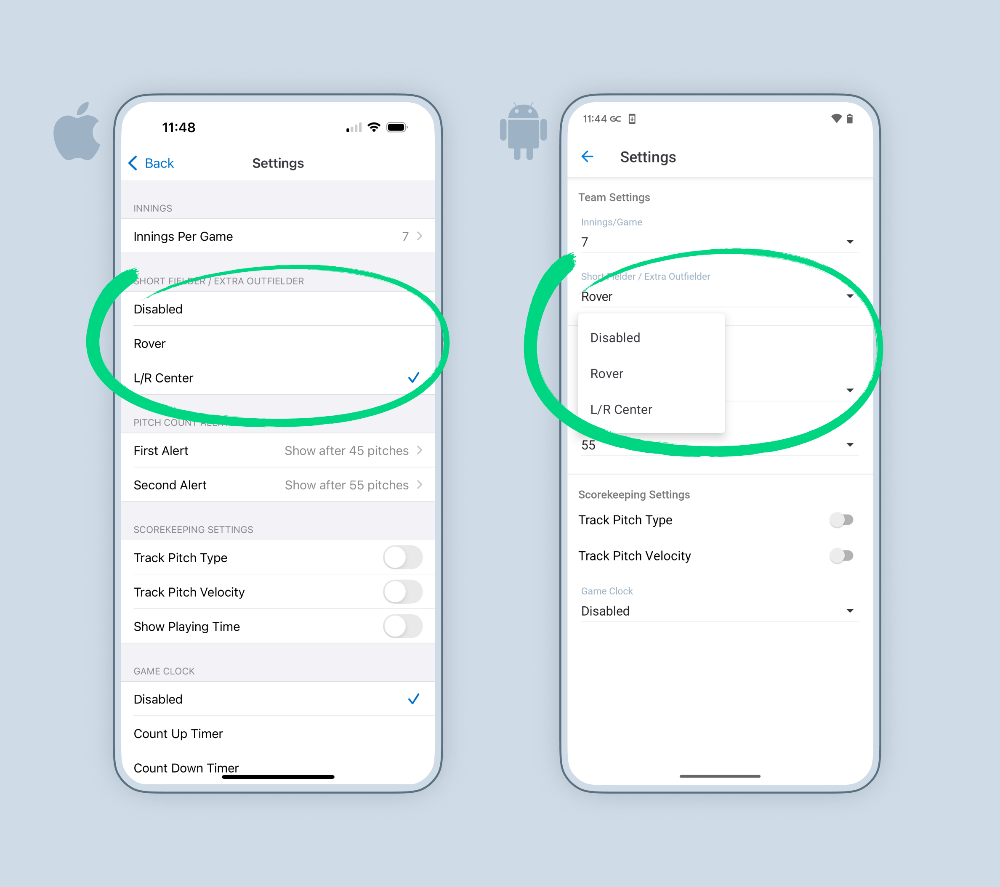 11:48
Back Settings
INNINGS
Innings Per Game 7
SHORT FIELDER / EXTRA OUTFIELDER
Disabled
Rover
L/R Center
PITCH COUNT ALERT
First Alert Show after 45 pitches
Second Alert Show after 55 pitches
SCOREKEEPING SETTINGS
Track Pitch Type
Track Pitch Velocity
Show Playing Time
GAME CLOCK
Disabled
Count Up Timer
Count Down Timer
11:44 GC
Settings
Team Settings
Innings/Game
7
Short Fielder / Extra Outfielder
Rover
Disabled
Rover
L/R Center
55
Scorekeeping Settings
Track Pitch Type
Track Pitch Velocity
Game Clock
Disabled